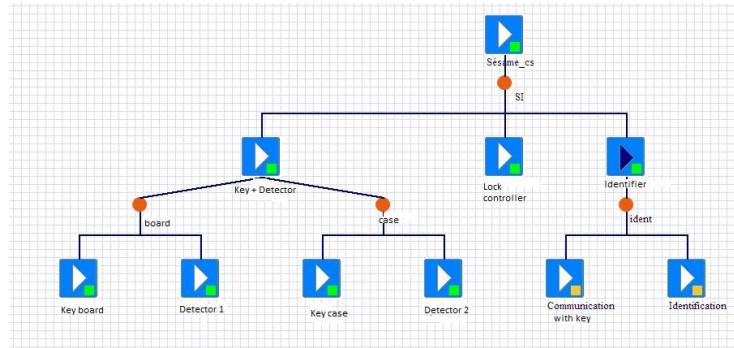 Sésame_cs
SI
Key + Detector
Lock
controller
Identifier
board
case
ident
Key board
Detector 1
Key case
Detector 2
Communication
with key
Identification